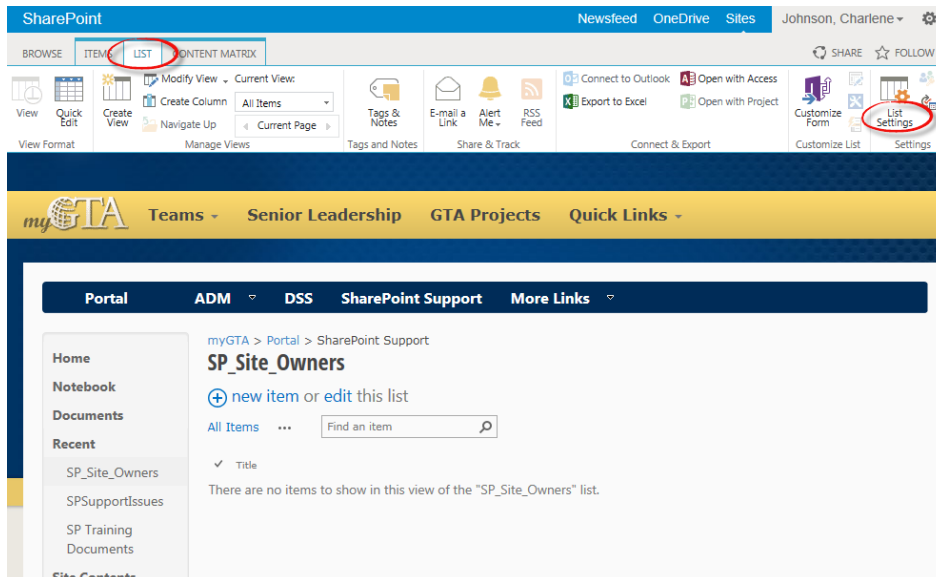 SharePoint
Newsfeed OneDrive Sites Johnson, Charlene
BROWSE ITEMS LIST CONTENT MATRIX
SHARE FOLLOW
View
Quick Edit
View Format
Create View
Modify View
Create Column
Navigate Up
Current View:
All Items
Current Page
Manage Views
Tags & Notes
Tags and Notes
E-mail a Link
Alert Me
RSS Feed
Share & Track
Connect to Outlook
Export to Excel
Open with Access
Open with Project
Connect & Export
Customize Form
Customize List
List Settings
Settings
myGTA Teams Senior Leadership GTA Projects Quick Links
Portal ADM DSS SharePoint Support More Links
Home
Notebook
Documents
Recent
SP_Site_Owners
SPSupportIssues
SP Training
Documents
Site Contents
myGTA > Portal > SharePoint Support
SP_Site_Owners
new item or edit this list
All Items ... Find an item
Title
There are no items to show in this view of the "SP_Site_Owners" list.